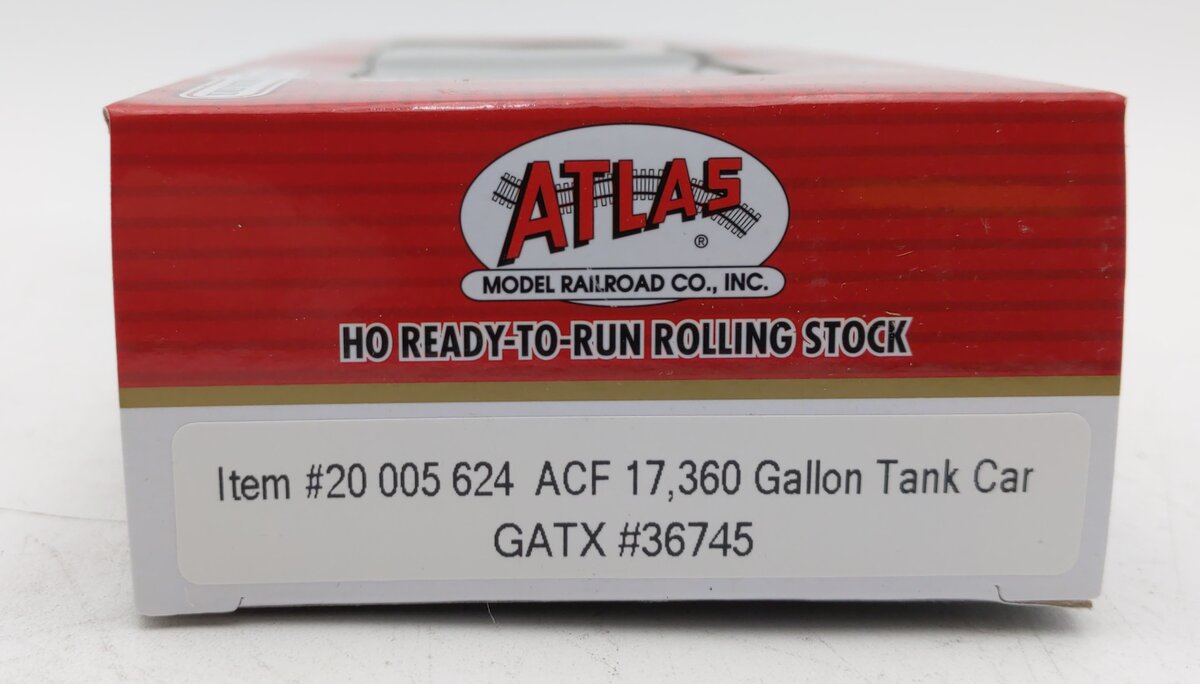 ATLAS
®
MODEL RAILROAD CO., INC.
HO READY-TO-RUN ROLLING STOCK
Item #20 005 624 ACF 17,360 Gallon Tank Car
GATX #36745